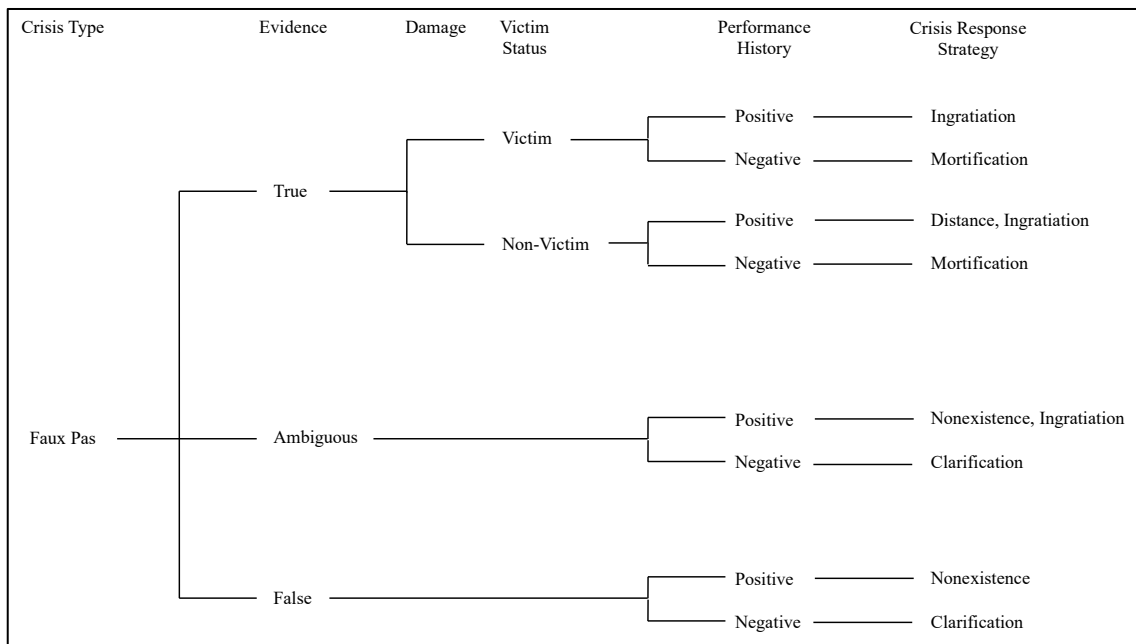 Crisis Type Evidence Damage Victim Status Performance History Crisis Response Strategy
Positive Ingratiation
Victim
Negative Mortification
True
Positive Distance, Ingratiation
Non-Victim
Negative Mortification
Positive Nonexistence, Ingratiation
Faux Pas Ambiguous
Negative Clarification
Positive Nonexistence
False
Negative Clarification